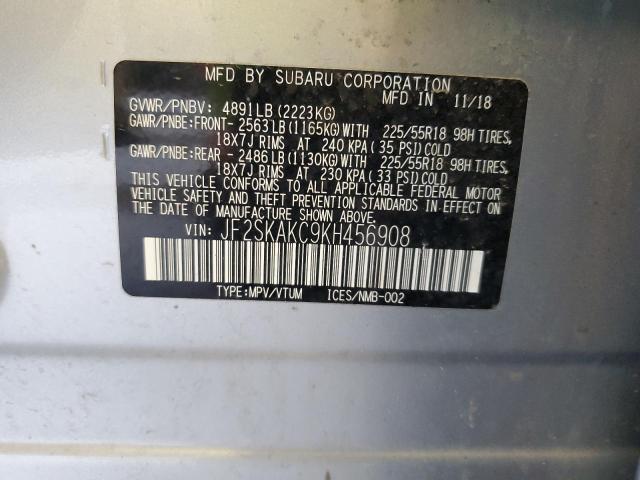 MFD BY SUBARU CORPORATION
MFD IN 11/18
GVWR/PNBV: 4891LB(2223KG)
GAWR/PNBE:FRONT- 2563LB(1165KG)WITH 225/55R18 98H TIRES,
18X7J RIMS AT 240 KPA(35 PSI)COLD
GAWR/PNBE:REAR - 2486LB(1130KG)WITH 225/55R18 98H TIRES,
18X7J RIMS AT 230 KPA(33 PSI)COLD
THIS VEHICLE CONFORMS TO ALL APPLICABLE FEDERAL MOTOR
VEHICLE SAFETY AND THEFT PREVENTION STANDARDS IN EFFECT ON
THE DATE OF MANUFACTURE SHOWN ABOVE.
VIN: JF2SKAKC9KH456908
TYPE:MPV/VTUM ICES/NMB-002